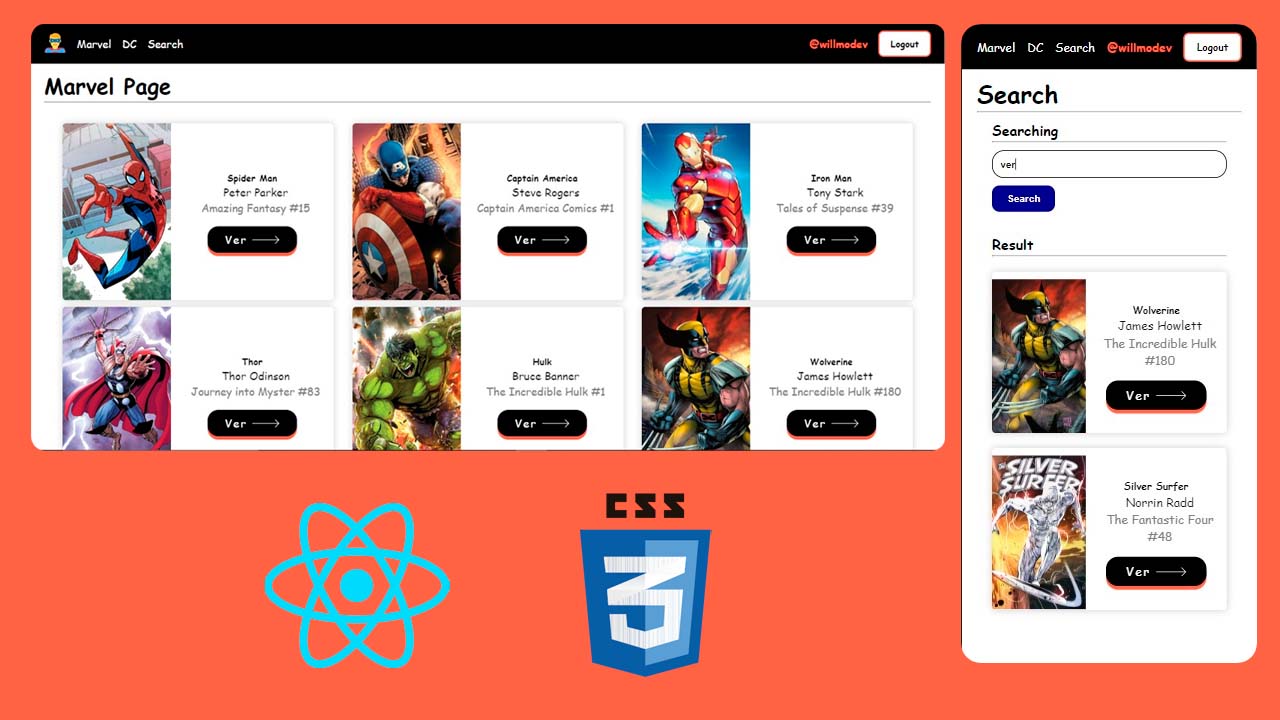 Marvel DC Search @willmodev Logout
Marvel Page
Spider Man
Peter Parker
Amazing Fantasy #15
Ver
Captain America
Steve Rogers
Captain America Comics #1
Ver
Iron Man
Tony Stark
Tales of Suspense #39
Ver
Thor
Thor Odinson
Journey into Myster #83
Ver
Hulk
Bruce Banner
The Incredible Hulk #1
Ver
Wolverine
James Howlett
The Incredible Hulk #180
Ver
Marvel DC Search @willmodev Logout
Search
Searching
ver
Search
Result
Wolverine
James Howlett
The Incredible Hulk
#180
Ver
SILVER
SURFER
Silver Surfer
Norrin Radd
The Fantastic Four
#48
Ver
CSS
3